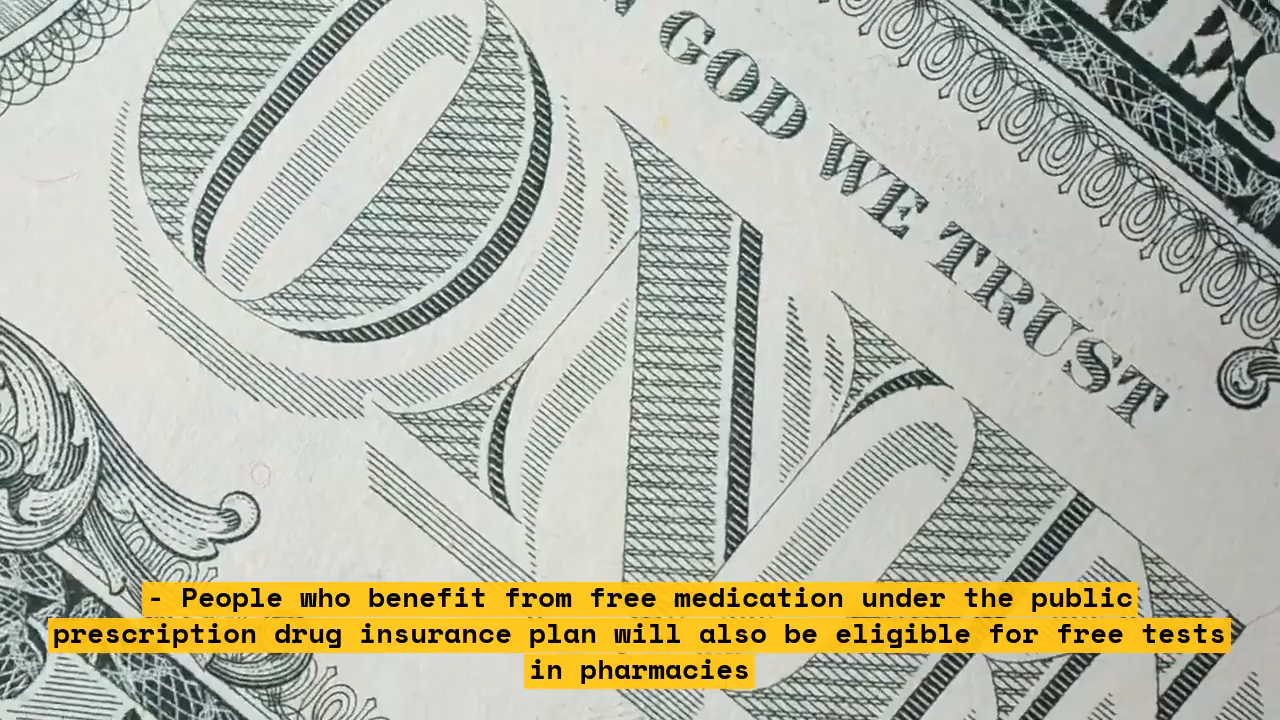 GOD WE TRUST
ON
- People who benefit from free medication under the public
prescription drug insurance plan will also be eligible for free tests
in pharmacies